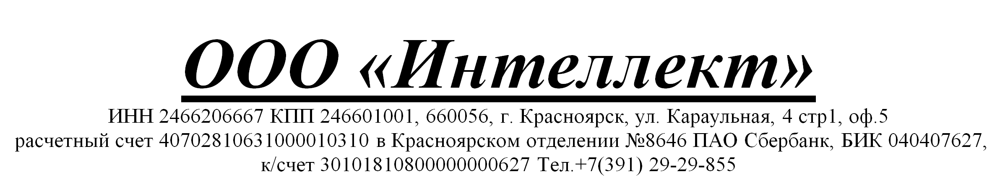 ООО «Интеллект»
ИНН 2466206667 КПП 246601001, 660056, г. Красноярск, ул. Караульная, 4 стр1, оф.5
расчетный счет 40702810631000010310 в Красноярском отделении №8646 ПАО Сбербанк, БИК 040407627,
к/счет 30101810800000000627 Тел.+7(391) 29-29-855